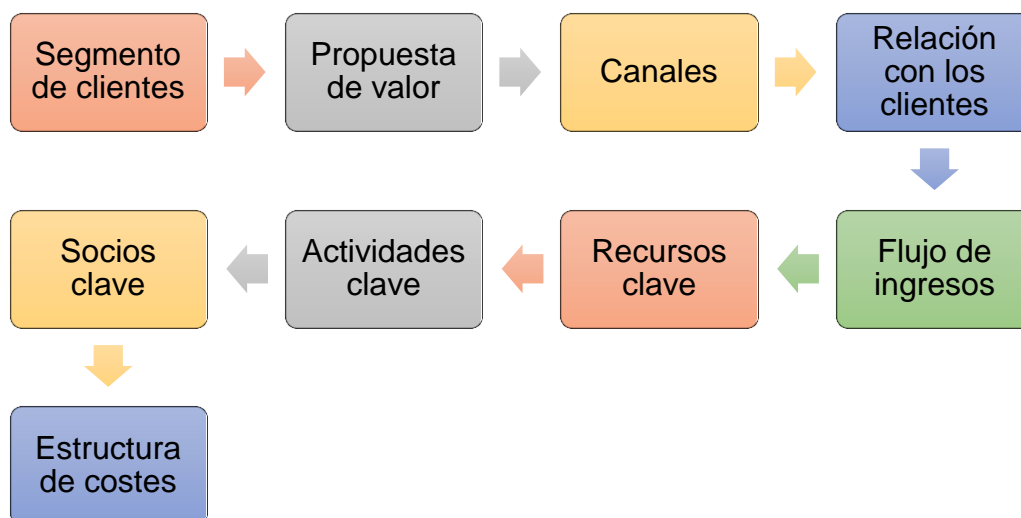 Segmento
de clientes
Propuesta
de valor
Canales
Relación
con los
clientes
Flujo de
ingresos
Recursos
clave
Actividades
clave
Socios
clave
Estructura
de costes